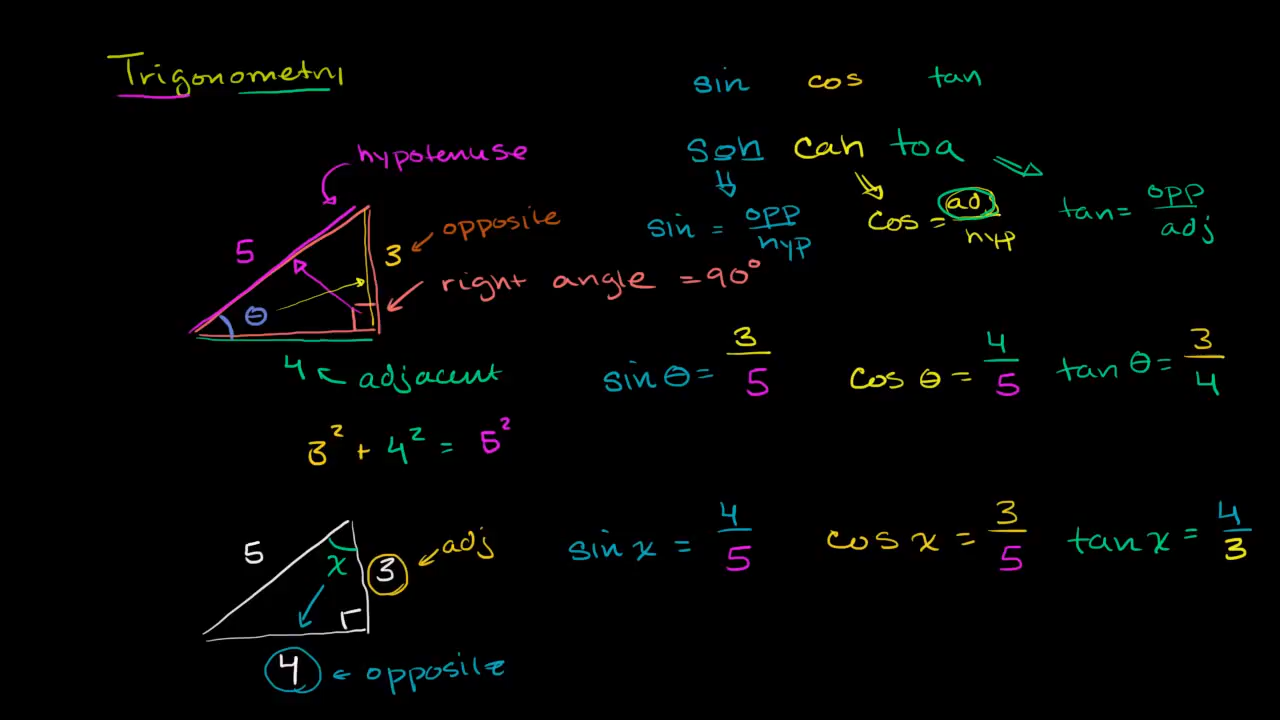 Trigonometry
sin cos tan
hypotenuse
soh cah toa
sin = opp/hyp
cos = adj/hyp
tan = opp/adj
5
3
opposite
right angle = 90°
θ
4
adjacent
sin θ = 3/5
cos θ = 4/5
tan θ = 3/4
3² + 4² = 5²
5
x
3
adj
sin x = 4/5
cos x = 3/5
tan x = 4/3
4
opposite